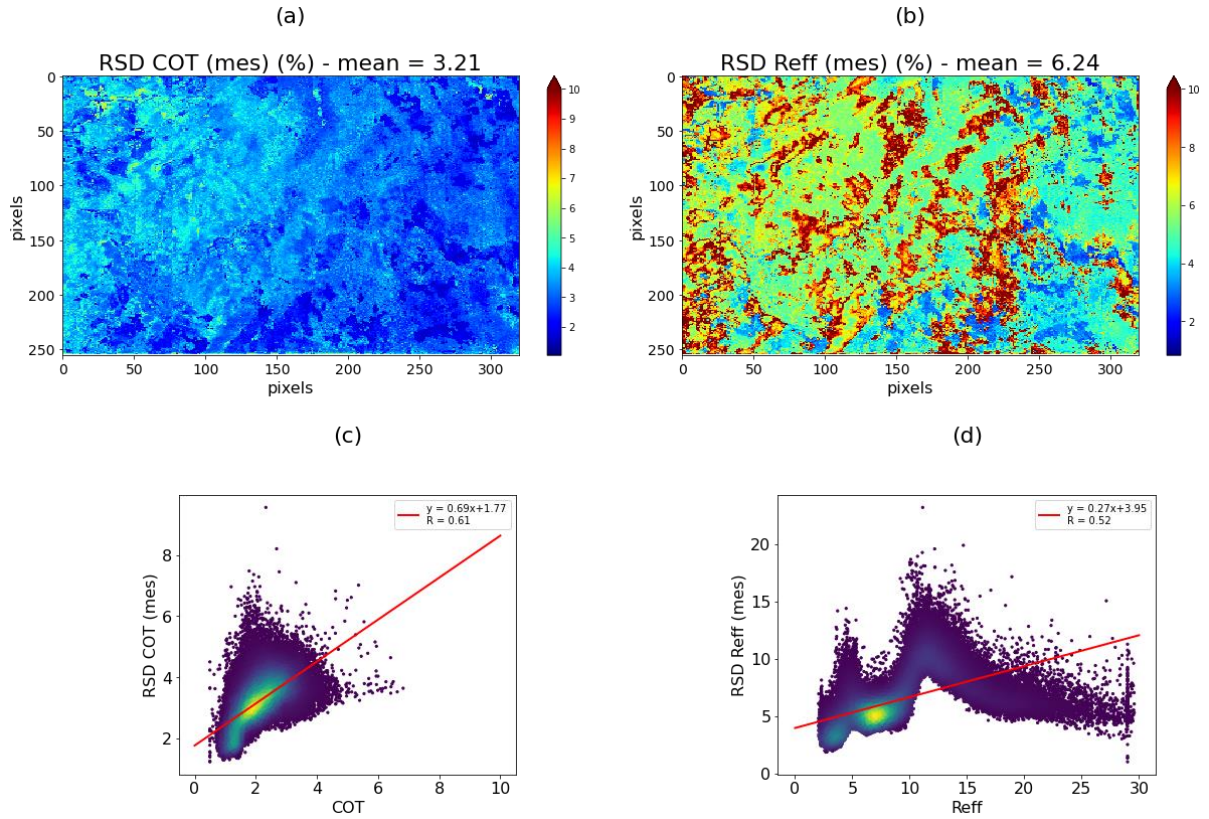 (a)
(b)
RSD COT (mes) (%) - mean = 3.21
RSD Reff (mes) (%) - mean = 6.24
0
50
100
150
200
250
pixels
0 50 100 150 200 250 300
pixels
10
9
8
7
6
5
4
3
2
0
50
100
150
200
250
pixels
0 50 100 150 200 250 300
pixels
10
8
6
4
2
(c)
(d)
y = 0.69x+1.77
R = 0.61
8
6
4
2
RSD COT (mes)
0 2 4 6 8 10
COT
y = 0.27x+3.95
R = 0.52
20
15
10
5
0
RSD Reff (mes)
0 5 10 15 20 25 30
Reff